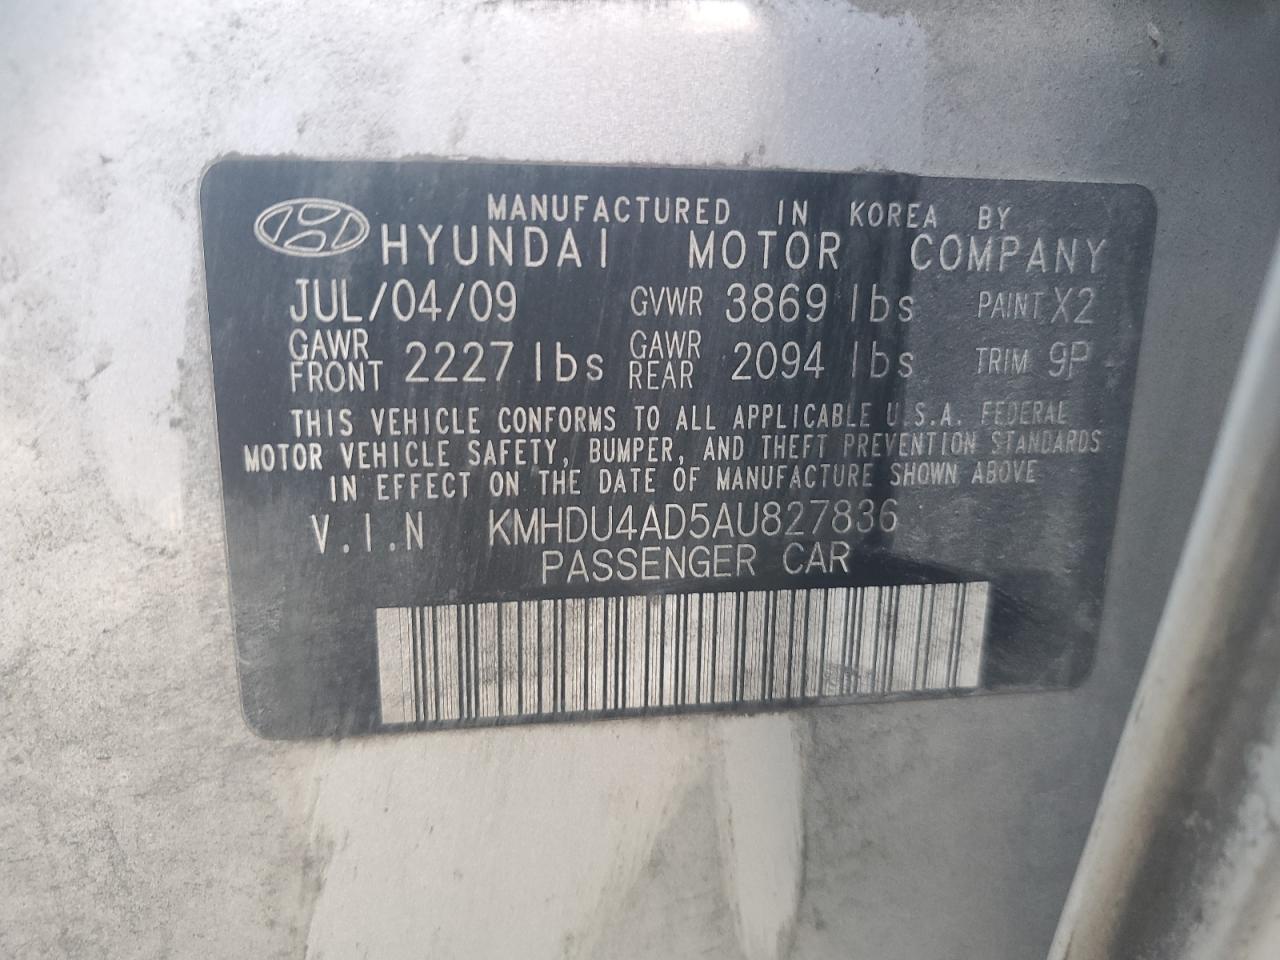 MANUFACTURED IN KOREA BY
HYUNDAI MOTOR COMPANY
JUL/04/09 GVWR 3869 lbs PAINT X2
GAWR FRONT 2227 lbs GAWR REAR 2094 lbs TRIM 9P
THIS VEHICLE CONFORMS TO ALL APPLICABLE U.S.A. FEDERAL
MOTOR VEHICLE SAFETY, BUMPER, AND THEFT PREVENTION STANDARDS
IN EFFECT ON THE DATE OF MANUFACTURE SHOWN ABOVE
V.I.N KMHDU4AD5AU827836
PASSENGER CAR